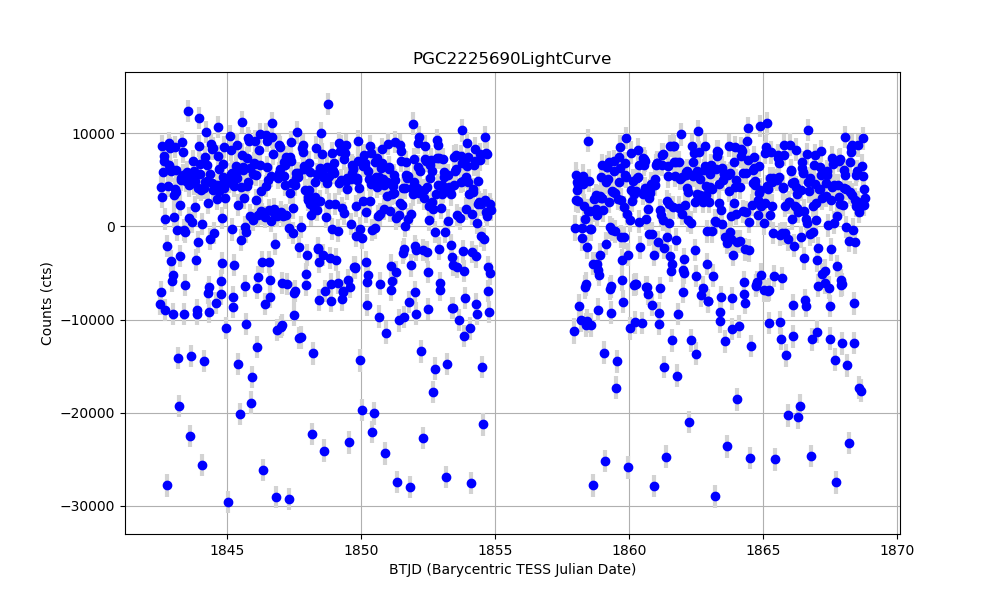 PGC2225690LightCurve
10000
0
−10000
−20000
−30000
Counts (cts)
1845 1850 1855 1860 1865 1870
BTJD (Barycentric TESS Julian Date)